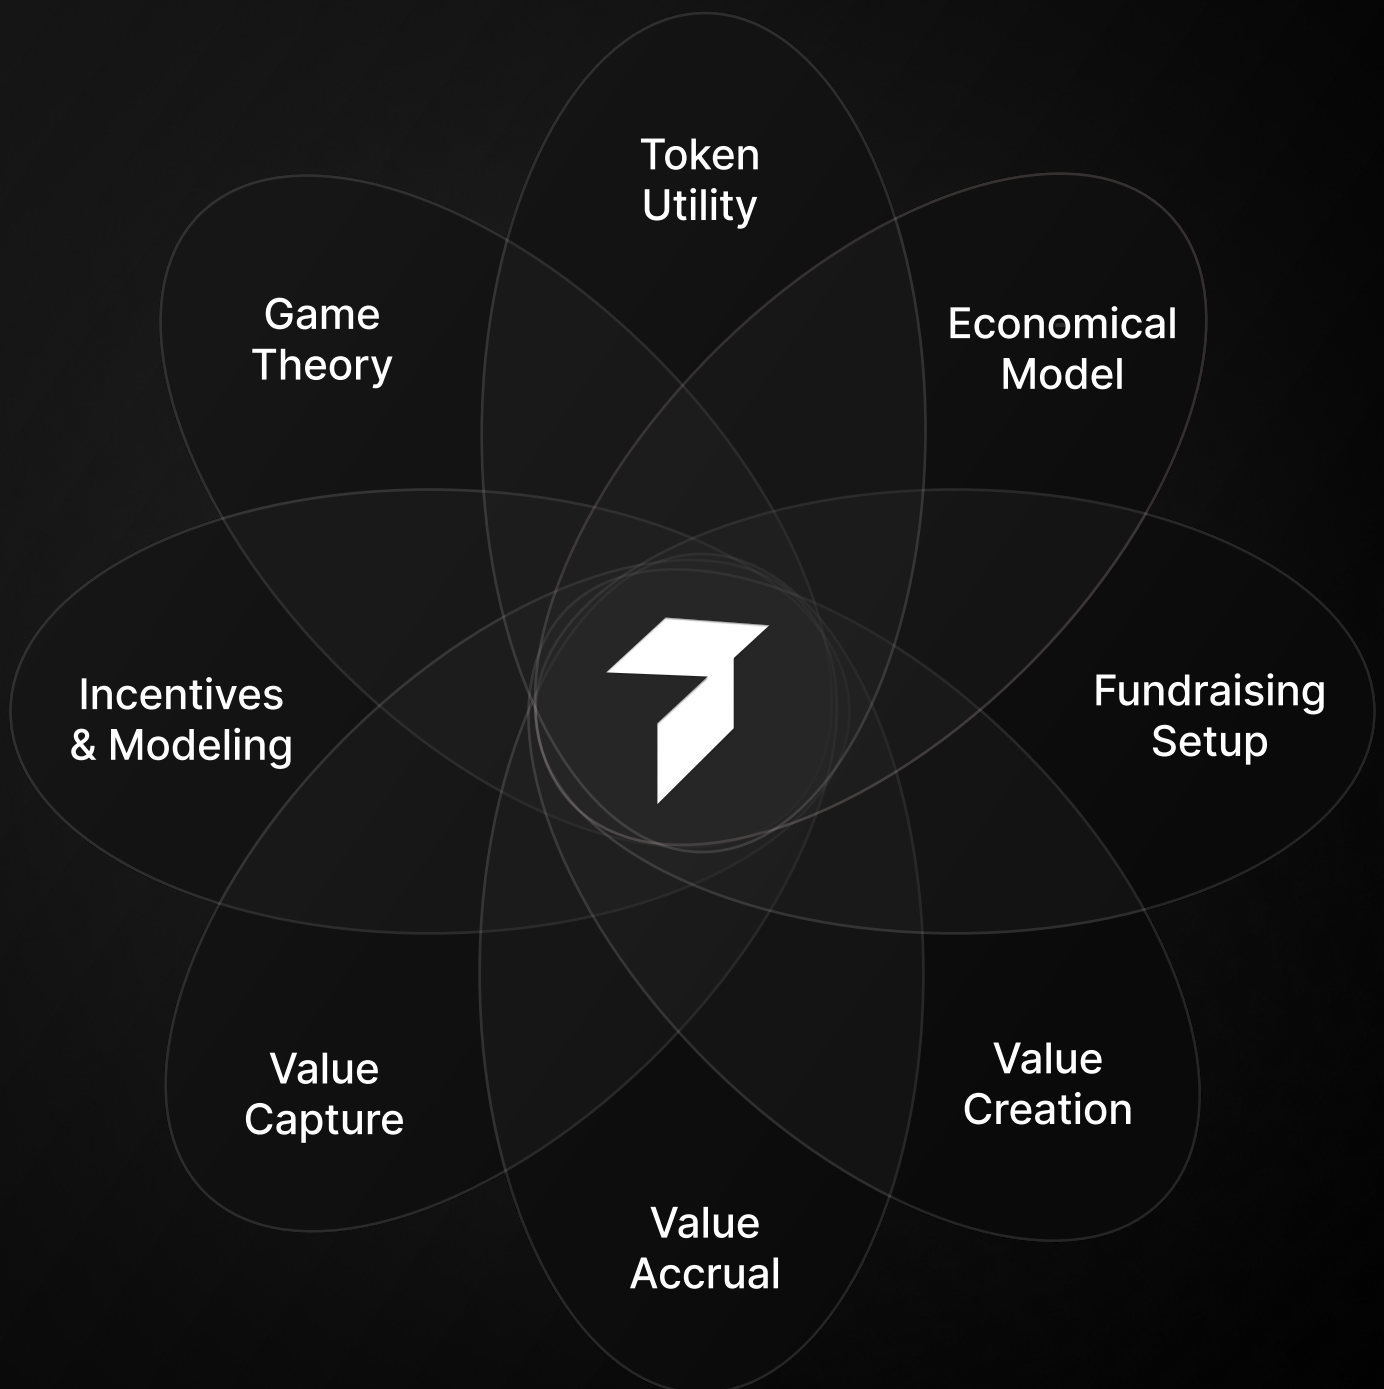 Token
Utility
Game
Theory
Economical
Model
Incentives
& Modeling
Fundraising
Setup
Value
Capture
Value
Creation
Value
Accrual